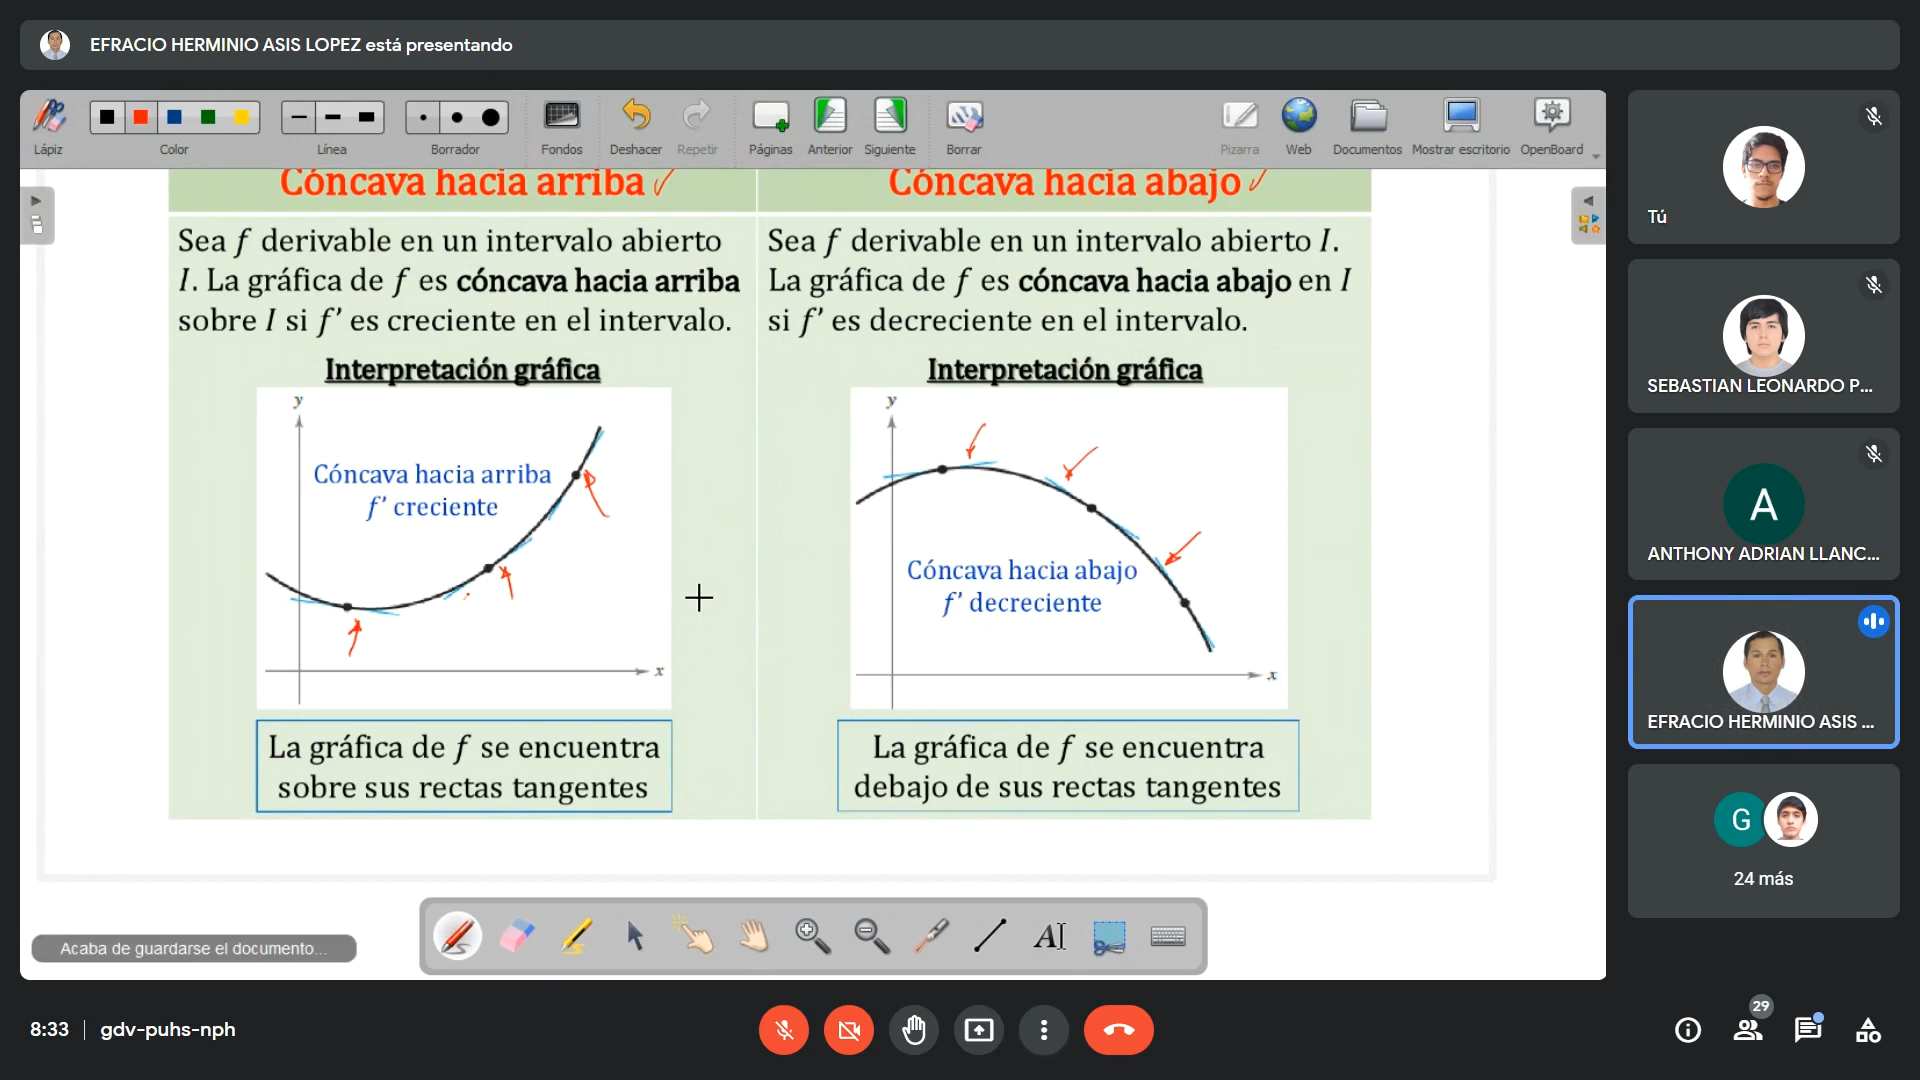 EFRACIO HERMINIO ASIS LOPEZ está presentando
Lápiz
Color
Línea
Borrador
Fondos
Deshacer
Repetir
Páginas
Anterior
Siguiente
Borrar
Pizarra
Web
Documentos
Mostrar escritorio
OpenBoard
Cóncava hacia arriba
Sea f derivable en un intervalo abierto
I. La gráfica de f es cóncava hacia arriba
sobre I si f’ es creciente en el intervalo.
Interpretación gráfica
y
Cóncava hacia arriba
f’ creciente
x
La gráfica de f se encuentra
sobre sus rectas tangentes
Cóncava hacia abajo
Sea f derivable en un intervalo abierto I.
La gráfica de f es cóncava hacia abajo en I
si f’ es decreciente en el intervalo.
Interpretación gráfica
y
Cóncava hacia abajo
f’ decreciente
x
La gráfica de f se encuentra
debajo de sus rectas tangentes
Acaba de guardarse el documento...
AI
Tú
SEBASTIAN LEONARDO P...
A
ANTHONY ADRIAN LLANC...
EFRACIO HERMINIO ASIS ...
G
24 más
8:33
gdv-puhs-nph
29